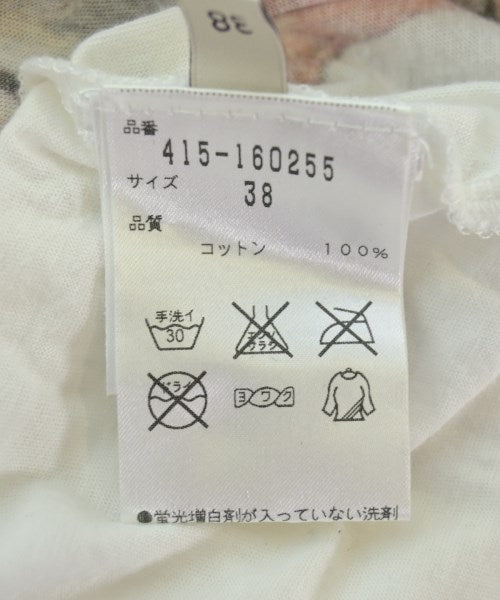 38
品番
415-160255
サイズ
38
品質
コットン 100%
手洗イ
30
エンソ
サラシ
ドライ
ヨワク
●蛍光増白剤が入っていない洗剤